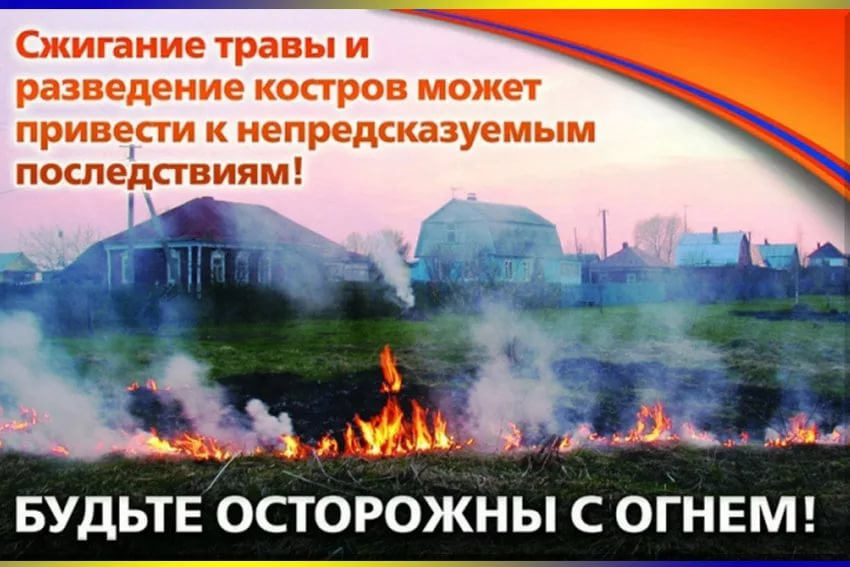 Сжигание травы и
разведение костров может
привести к непредсказуемым
последствиям!
БУДЬТЕ ОСТОРОЖНЫ С ОГНЕМ!